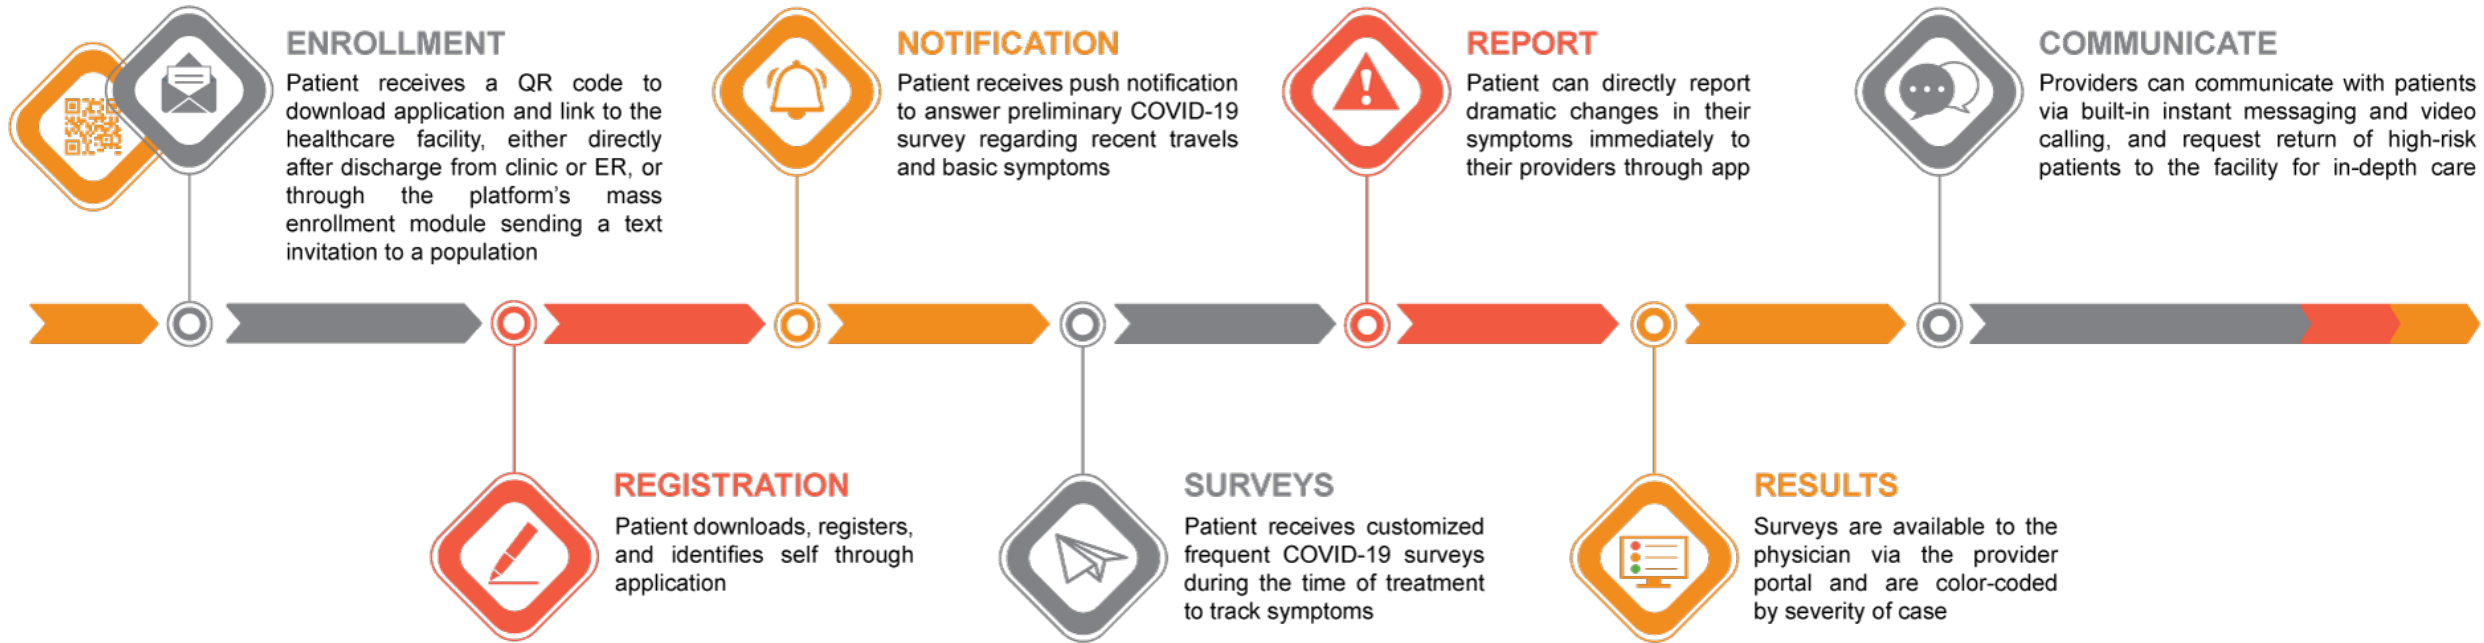 ENROLLMENT
Patient receives a QR code to
download application and link to the
healthcare facility, either directly
after discharge from clinic or ER, or
through the platform's mass
enrollment module sending a text
invitation to a population
REGISTRATION
Patient downloads, registers,
and identifies self through
application
NOTIFICATION
Patient receives push notification
to answer preliminary COVID-19
survey regarding recent travels
and basic symptoms
SURVEYS
Patient receives customized
frequent COVID-19 surveys
during the time of treatment
to track symptoms
REPORT
Patient can directly report
dramatic changes in their
symptoms immediately to
their providers through app
RESULTS
Surveys are available to the
physician via the provider
portal and are color-coded
by severity of case
COMMUNICATE
Providers can communicate with patients
via built-in instant messaging and video
calling, and request return of high-risk
patients to the facility for in-depth care